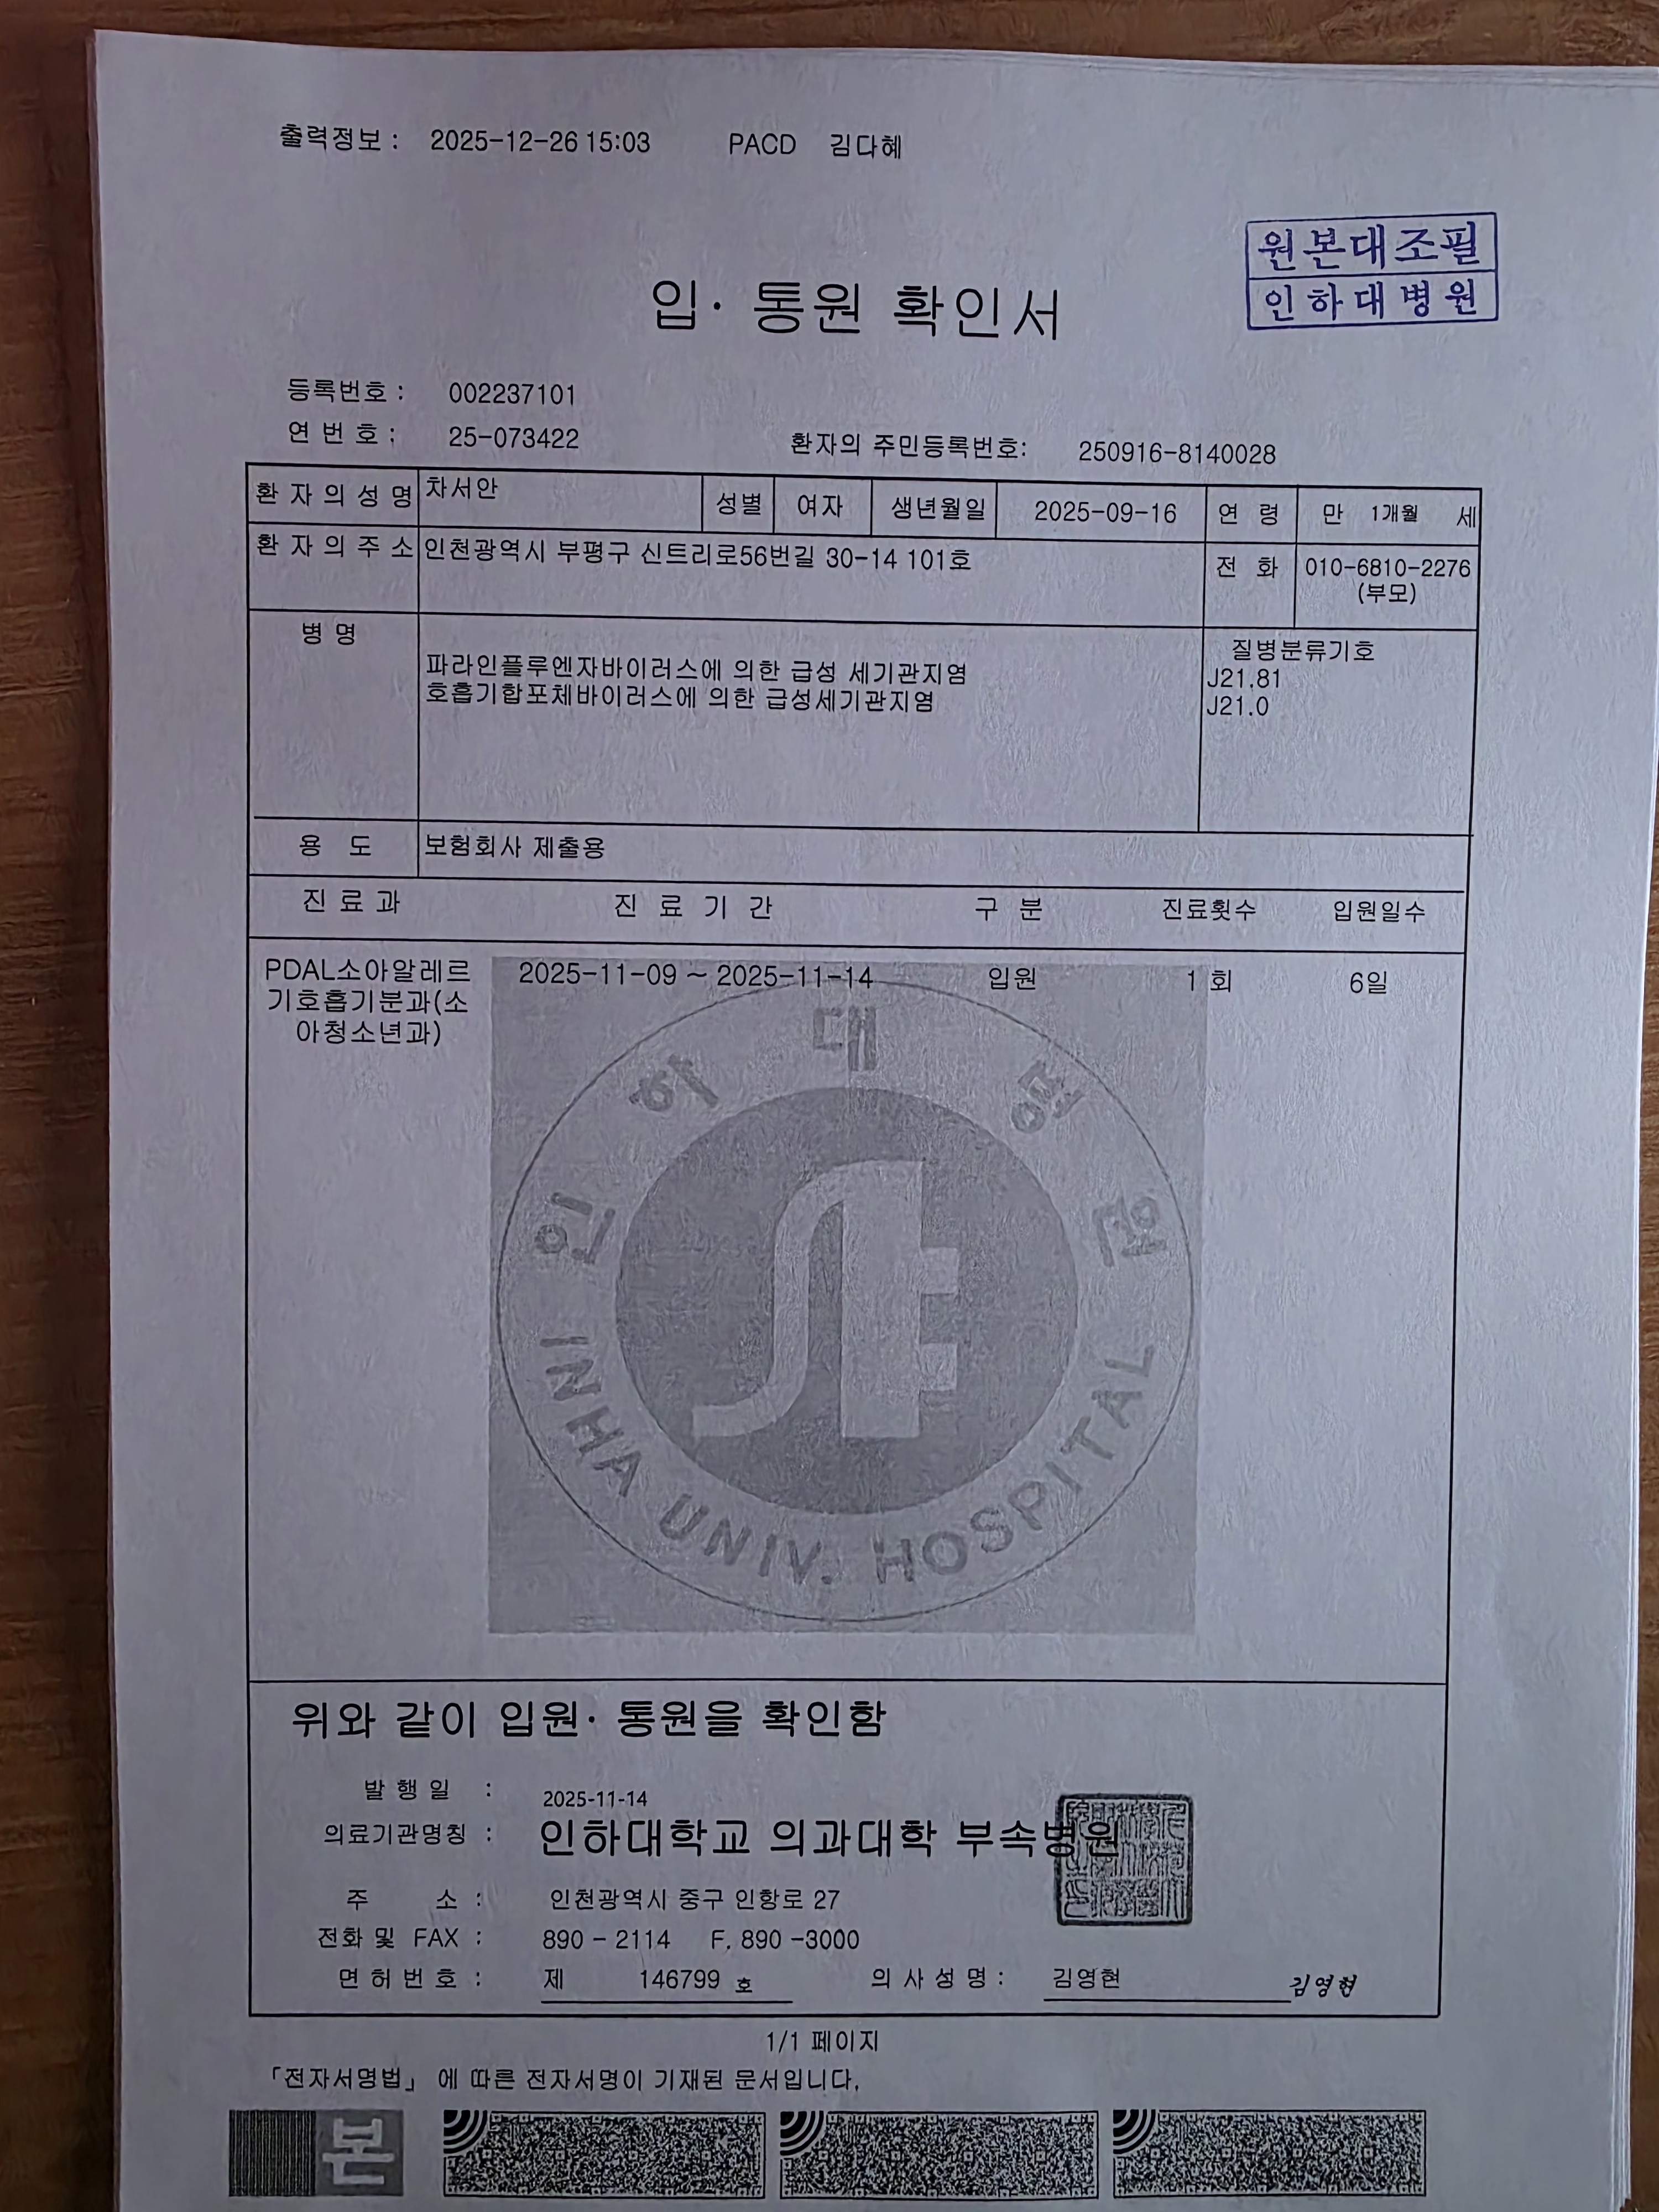 출력정보 : 2025-12-26 15:03 PACD 김다혜
원본대조필
인하대병원
입· 통원 확인서
등록번호 : 002237101
연 번 호 : 25-073422 환자의 주민등록번호: 250916-8140028
환 자 의 성 명 차서안 성별 여자 생년월일 2025-09-16 연 령 만 1개월 세
환 자 의 주 소 인천광역시 부평구 신트리로56번길 30-14 101호 전 화 010-6810-2276
(부모)
병 명 질병분류기호
파라인플루엔자바이러스에 의한 급성 세기관지염 J21.81
호흡기합포체바이러스에 의한 급성세기관지염 J21.0
용 도 보험회사 제출용
진 료 과 진 료 기 간 구 분 진료횟수 입원일수
PDAL소아알레르 2025-11-09 ~ 2025-11-14 입원 1 회 6일
기호흡기분과(소
아청소년과)
인하대병원
INHA UNIV. HOSPITAL
위와 같이 입원· 통원을 확인함
발 행 일 : 2025-11-14
의료기관명칭 : 인하대학교 의과대학 부속병원
주 소 : 인천광역시 중구 인항로 27
전화 및 FAX : 890 - 2114 F. 890 -3000
면 허 번 호 : 제 146799 호 의 사 성 명 : 김영현 김영현
1/1 페이지
「전자서명법」 에 따른 전자서명이 기재된 문서입니다.
본